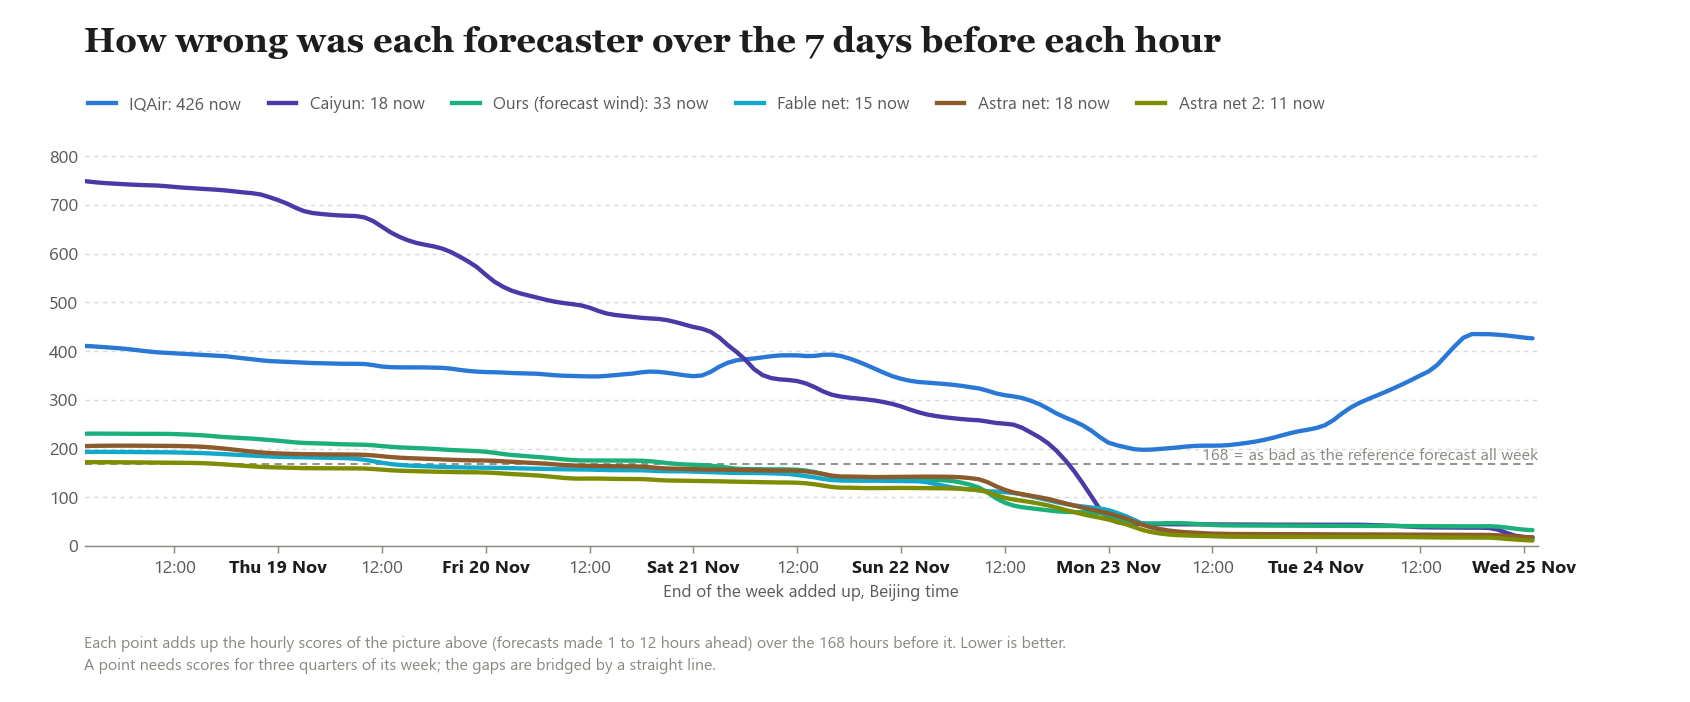 How wrong was each forecaster over the 7 days before each hour
IQAir: 426 now Caiyun: 18 now Ours (forecast wind): 33 now Fable net: 15 now Astra net: 18 now Astra net 2: 11 now
800
700
600
500
400
300
200
168 = as bad as the reference forecast all week
100
0
12:00 Thu 19 Nov 12:00 Fri 20 Nov 12:00 Sat 21 Nov 12:00 Sun 22 Nov 12:00 Mon 23 Nov 12:00 Tue 24 Nov 12:00 Wed 25 Nov
End of the week added up, Beijing time
Each point adds up the hourly scores of the picture above (forecasts made 1 to 12 hours ahead) over the 168 hours before it. Lower is better.
A point needs scores for three quarters of its week; the gaps are bridged by a straight line.